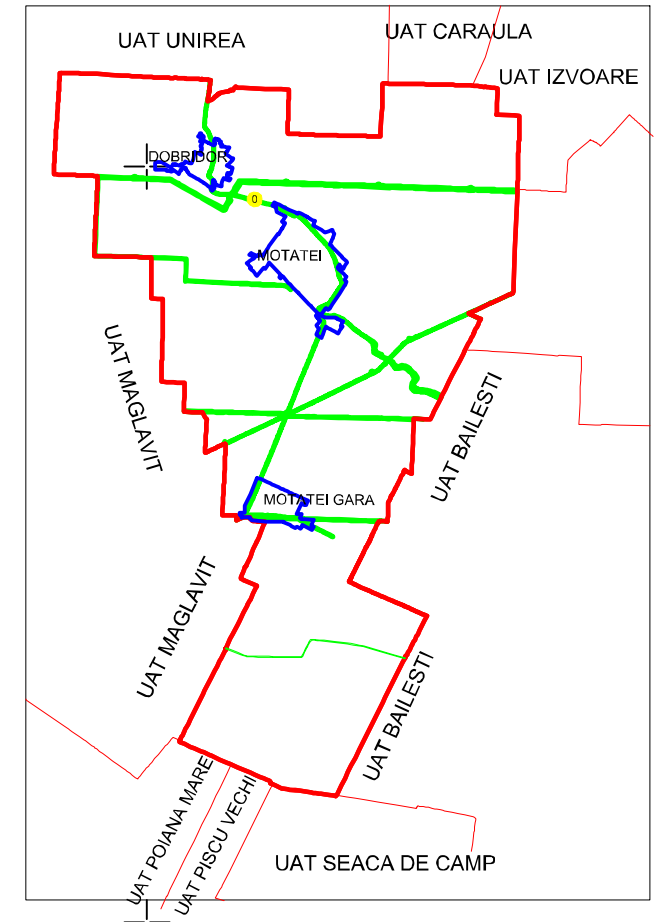 UAT UNIREA
UAT CARAULA
UAT IZVOARE
DOBRIDOR
0
MOTATEI
UAT MAGLAVIT
UAT BAILESTI
MOTATEI GARA
UAT MAGLAVIT
UAT BAILESTI
UAT POIANA MARE
UAT PISCU VECHI
UAT SEACA DE CAMP